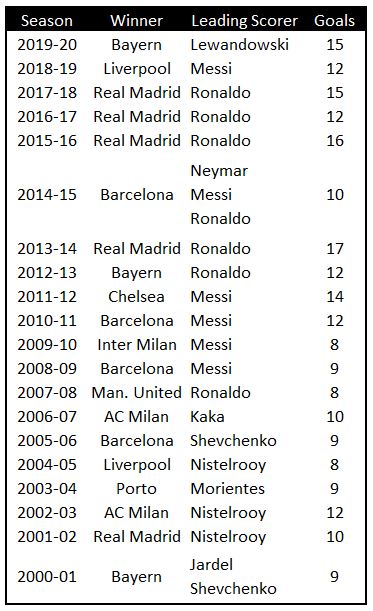 Season Winner Leading Scorer Goals
2019-20 Bayern Lewandowski 15
2018-19 Liverpool Messi 12
2017-18 Real Madrid Ronaldo 15
2016-17 Real Madrid Ronaldo 12
2015-16 Real Madrid Ronaldo 16
Neymar
2014-15 Barcelona Messi 10
Ronaldo
2013-14 Real Madrid Ronaldo 17
2012-13 Bayern Ronaldo 12
2011-12 Chelsea Messi 14
2010-11 Barcelona Messi 12
2009-10 Inter Milan Messi 8
2008-09 Barcelona Messi 9
2007-08 Man. United Ronaldo 8
2006-07 AC Milan Kaka 10
2005-06 Barcelona Shevchenko 9
2004-05 Liverpool Nistelrooy 8
2003-04 Porto Morientes 9
2002-03 AC Milan Nistelrooy 12
2001-02 Real Madrid Nistelrooy 10
Jardel
2000-01 Bayern 9
Shevchenko